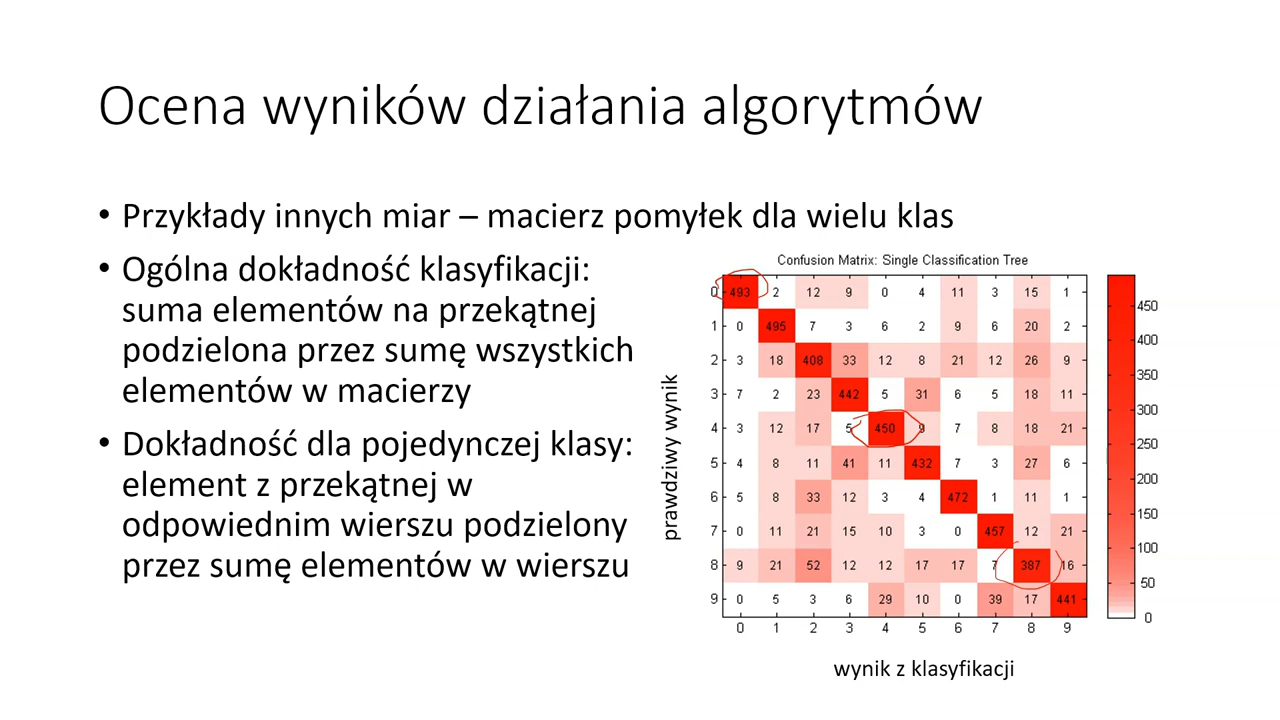 Ocena wyników działania algorytmów
• Przykłady innych miar – macierz pomyłek dla wielu klas
• Ogólna dokładność klasyfikacji:
suma elementów na przekątnej
podzielona przez sumę wszystkich
elementów w macierzy
• Dokładność dla pojedynczej klasy:
element z przekątnej w
odpowiednim wierszu podzielony
przez sumę elementów w wierszu
Confusion Matrix: Single Classification Tree
prawdziwy wynik
0 493 2 12 9 0 4 11 3 15 1
1 0 495 7 3 6 2 9 6 20 2
2 3 18 408 33 12 8 21 12 26 9
3 7 2 23 442 5 31 6 5 18 11
4 3 12 17 5 450 9 7 8 18 21
5 4 8 11 41 11 432 7 3 27 6
6 5 8 33 12 3 4 472 1 11 1
7 0 11 21 15 10 3 0 457 12 21
8 9 21 52 12 12 17 17 7 387 16
9 0 5 3 6 29 10 0 39 17 441
0 1 2 3 4 5 6 7 8 9
wynik z klasyfikacji
450
400
350
300
250
200
150
100
50
0